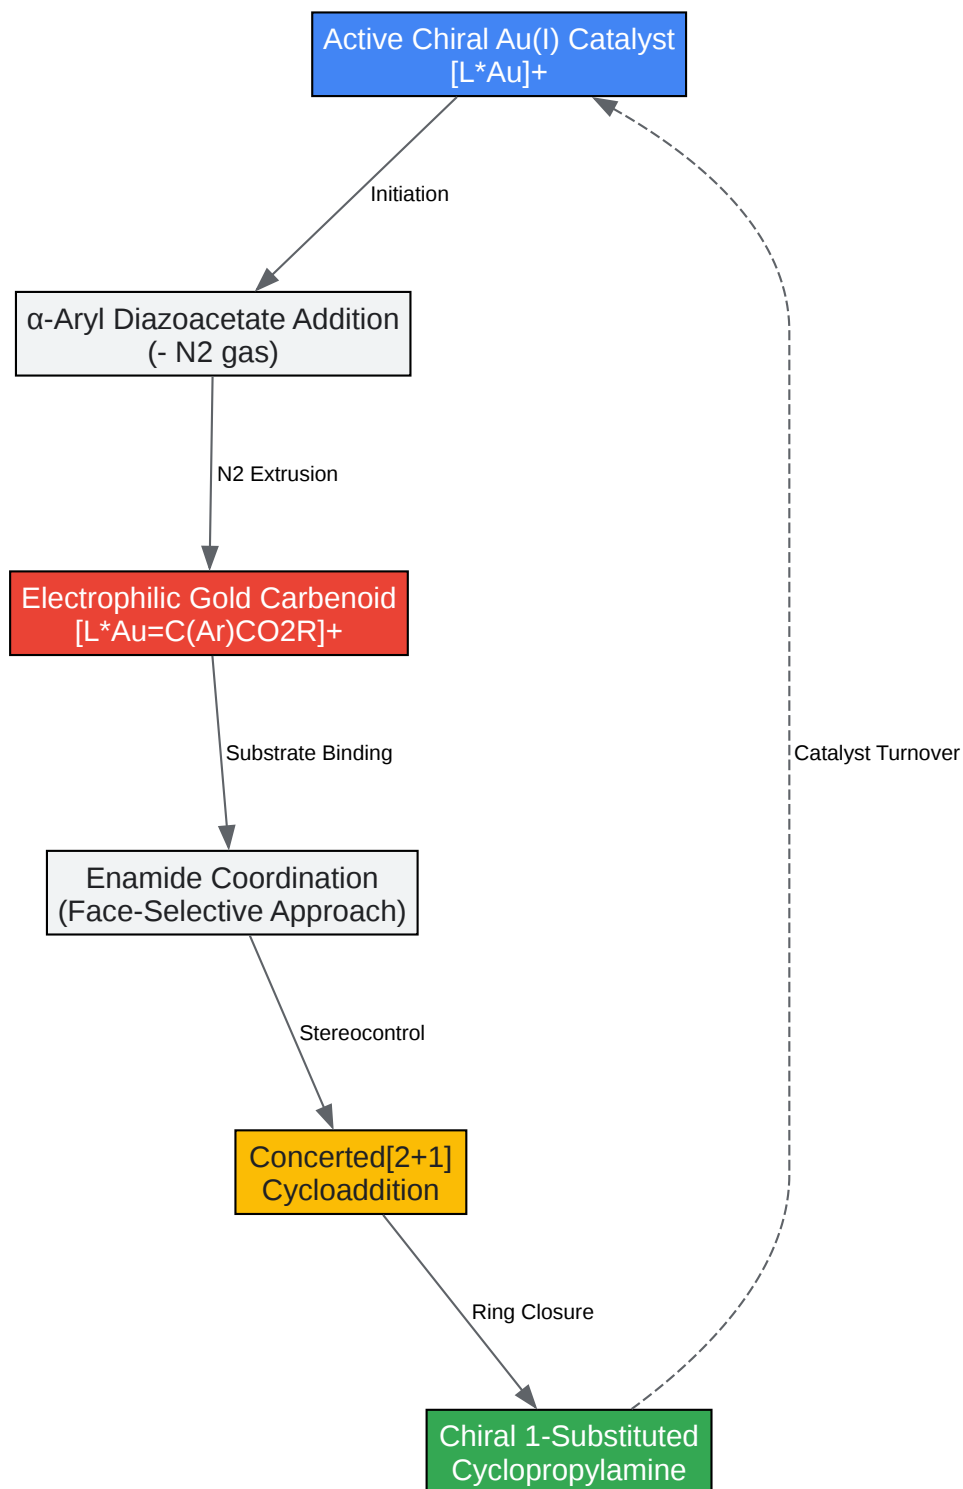 Active Chiral Au(I) Catalyst
[L*Au]+
Initiation
α-Aryl Diazoacetate Addition
(- N2 gas)
N2 Extrusion
Electrophilic Gold Carbenoid
[L*Au=C(Ar)CO2R]+
Substrate Binding
Catalyst Turnover
Enamide Coordination
(Face-Selective Approach)
Stereocontrol
Concerted[2+1]
Cycloaddition
Ring Closure
Chiral 1-Substituted
Cyclopropylamine